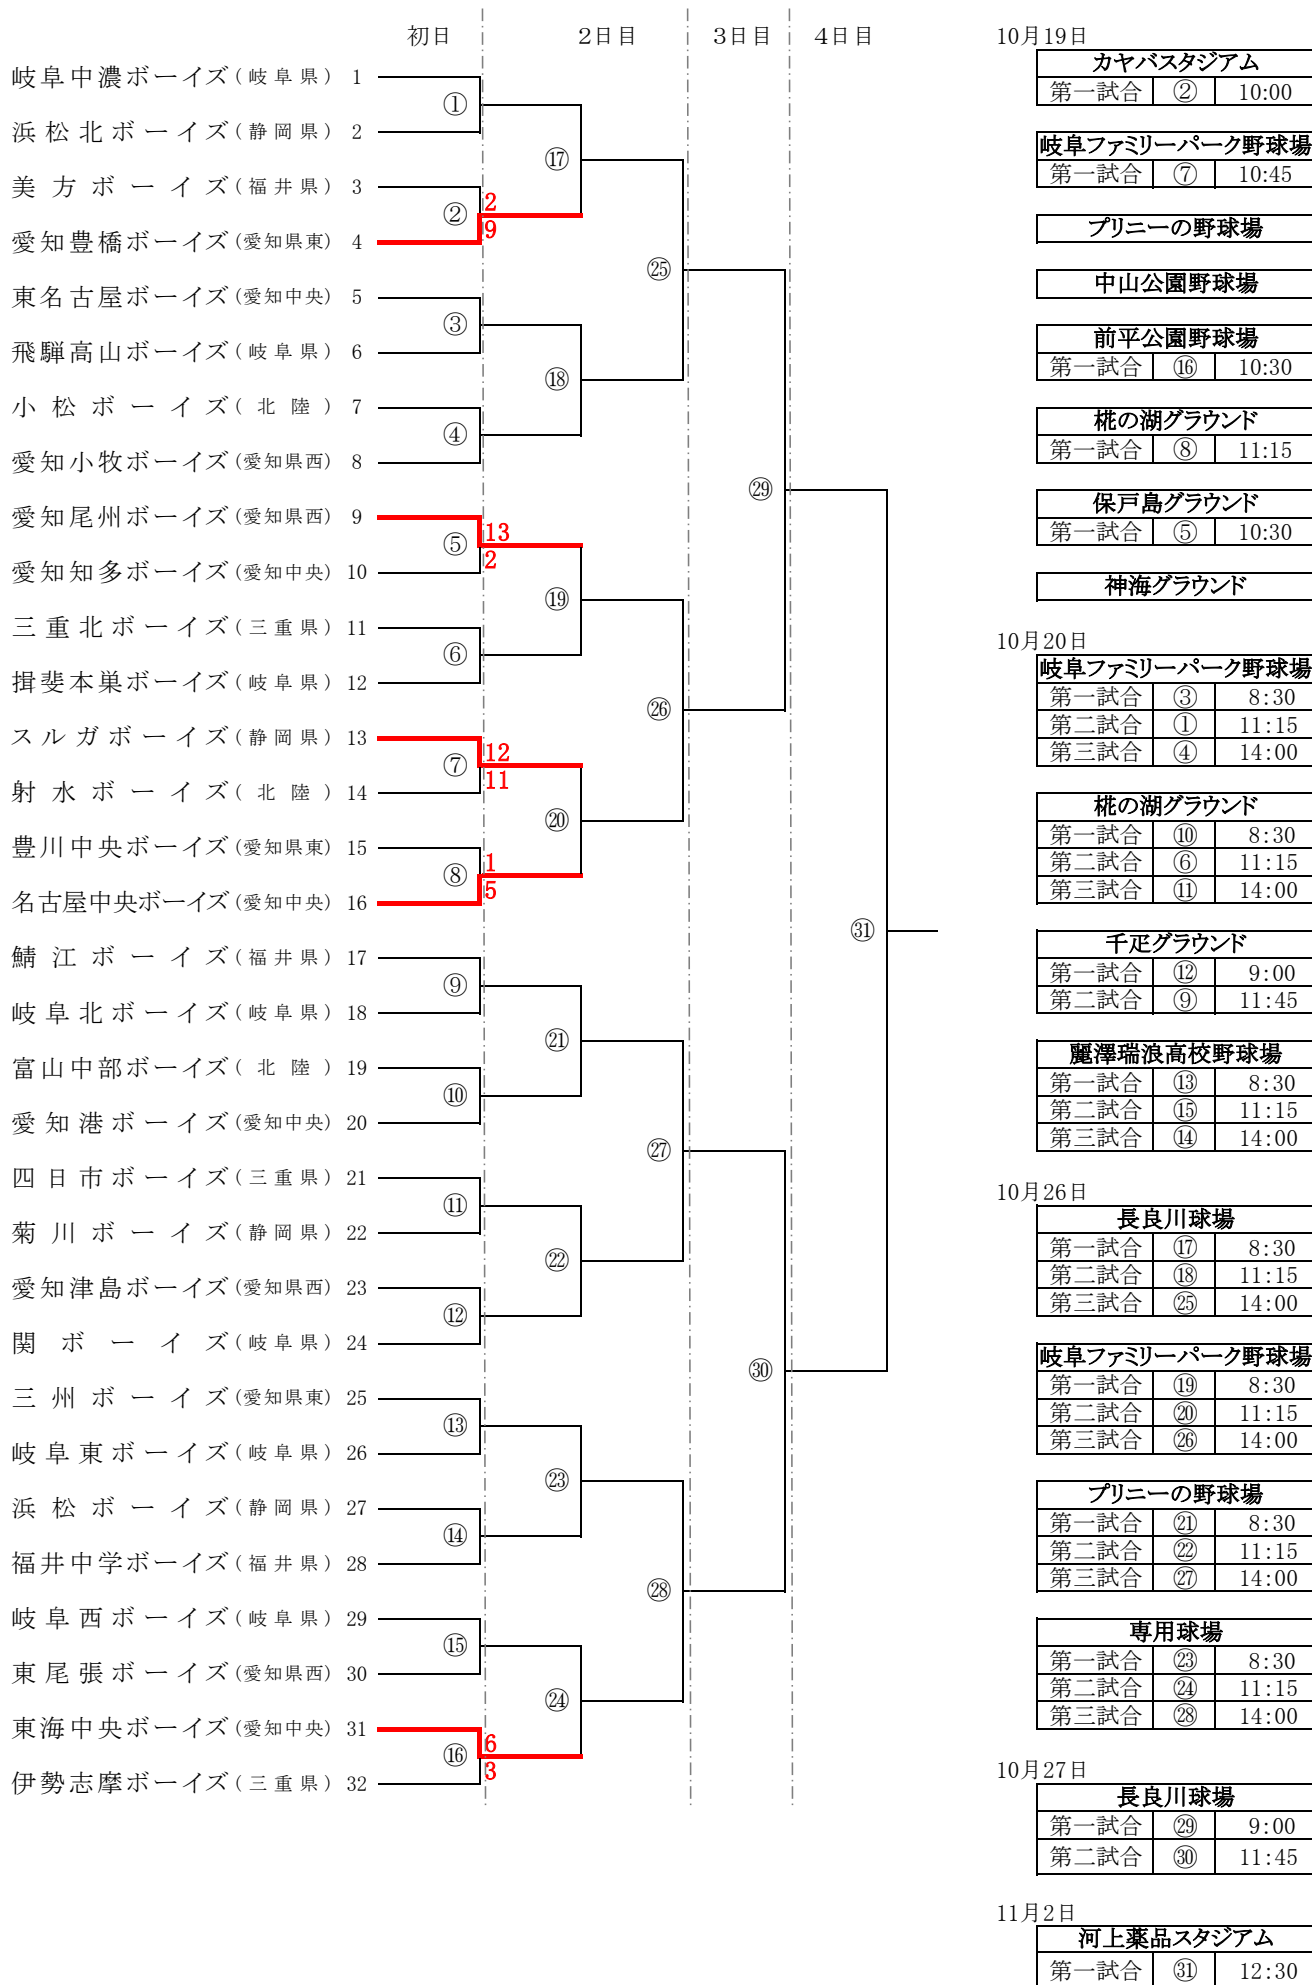 初日 2日目 3日目 4日目
岐阜中濃ボーイズ(岐阜県) 1
①
浜松北ボーイズ(静岡県) 2
⑰
美方ボーイズ(福井県) 3
② 2
9
愛知豊橋ボーイズ(愛知県東) 4
㉕
東名古屋ボーイズ(愛知中央) 5
③
飛騨高山ボーイズ(岐阜県) 6
⑱
小松ボーイズ(北陸) 7
④
愛知小牧ボーイズ(愛知県西) 8
㉙
愛知尾州ボーイズ(愛知県西) 9
⑤ 13
2
愛知知多ボーイズ(愛知中央) 10
⑲
三重北ボーイズ(三重県) 11
⑥
揖斐本巣ボーイズ(岐阜県) 12
㉖
スルガボーイズ(静岡県) 13
⑦ 12
11
射水ボーイズ(北陸) 14
⑳
豊川中央ボーイズ(愛知県東) 15
⑧ 1
5
名古屋中央ボーイズ(愛知中央) 16
㉛
鯖江ボーイズ(福井県) 17
⑨
岐阜北ボーイズ(岐阜県) 18
㉑
富山中部ボーイズ(北陸) 19
⑩
愛知港ボーイズ(愛知中央) 20
㉗
四日市ボーイズ(三重県) 21
⑪
菊川ボーイズ(静岡県) 22
㉒
愛知津島ボーイズ(愛知県西) 23
⑫
関ボーイズ(岐阜県) 24
㉚
三州ボーイズ(愛知県東) 25
⑬
岐阜東ボーイズ(岐阜県) 26
㉓
浜松ボーイズ(静岡県) 27
⑭
福井中学ボーイズ(福井県) 28
㉘
岐阜西ボーイズ(岐阜県) 29
⑮
東尾張ボーイズ(愛知県西) 30
㉔
東海中央ボーイズ(愛知中央) 31
⑯ 6
3
伊勢志摩ボーイズ(三重県) 32
10月19日
カヤバスタジアム
第一試合 ② 10:00
岐阜ファミリーパーク野球場
第一試合 ⑦ 10:45
プリニーの野球場
中山公園野球場
前平公園野球場
第一試合 ⑯ 10:30
椛の湖グラウンド
第一試合 ⑧ 11:15
保戸島グラウンド
第一試合 ⑤ 10:30
神海グラウンド
10月20日
岐阜ファミリーパーク野球場
第一試合 ③ 8:30
第二試合 ① 11:15
第三試合 ④ 14:00
椛の湖グラウンド
第一試合 ⑩ 8:30
第二試合 ⑥ 11:15
第三試合 ⑪ 14:00
千疋グラウンド
第一試合 ⑫ 9:00
第二試合 ⑨ 11:45
麗澤瑞浪高校野球場
第一試合 ⑬ 8:30
第二試合 ⑮ 11:15
第三試合 ⑭ 14:00
10月26日
長良川球場
第一試合 ⑰ 8:30
第二試合 ⑱ 11:15
第三試合 ㉕ 14:00
岐阜ファミリーパーク野球場
第一試合 ⑲ 8:30
第二試合 ⑳ 11:15
第三試合 ㉖ 14:00
プリニーの野球場
第一試合 ㉑ 8:30
第二試合 ㉒ 11:15
第三試合 ㉗ 14:00
専用球場
第一試合 ㉓ 8:30
第二試合 ㉔ 11:15
第三試合 ㉘ 14:00
10月27日
長良川球場
第一試合 ㉙ 9:00
第二試合 ㉚ 11:45
11月2日
河上薬品スタジアム
第一試合 ㉛ 12:30